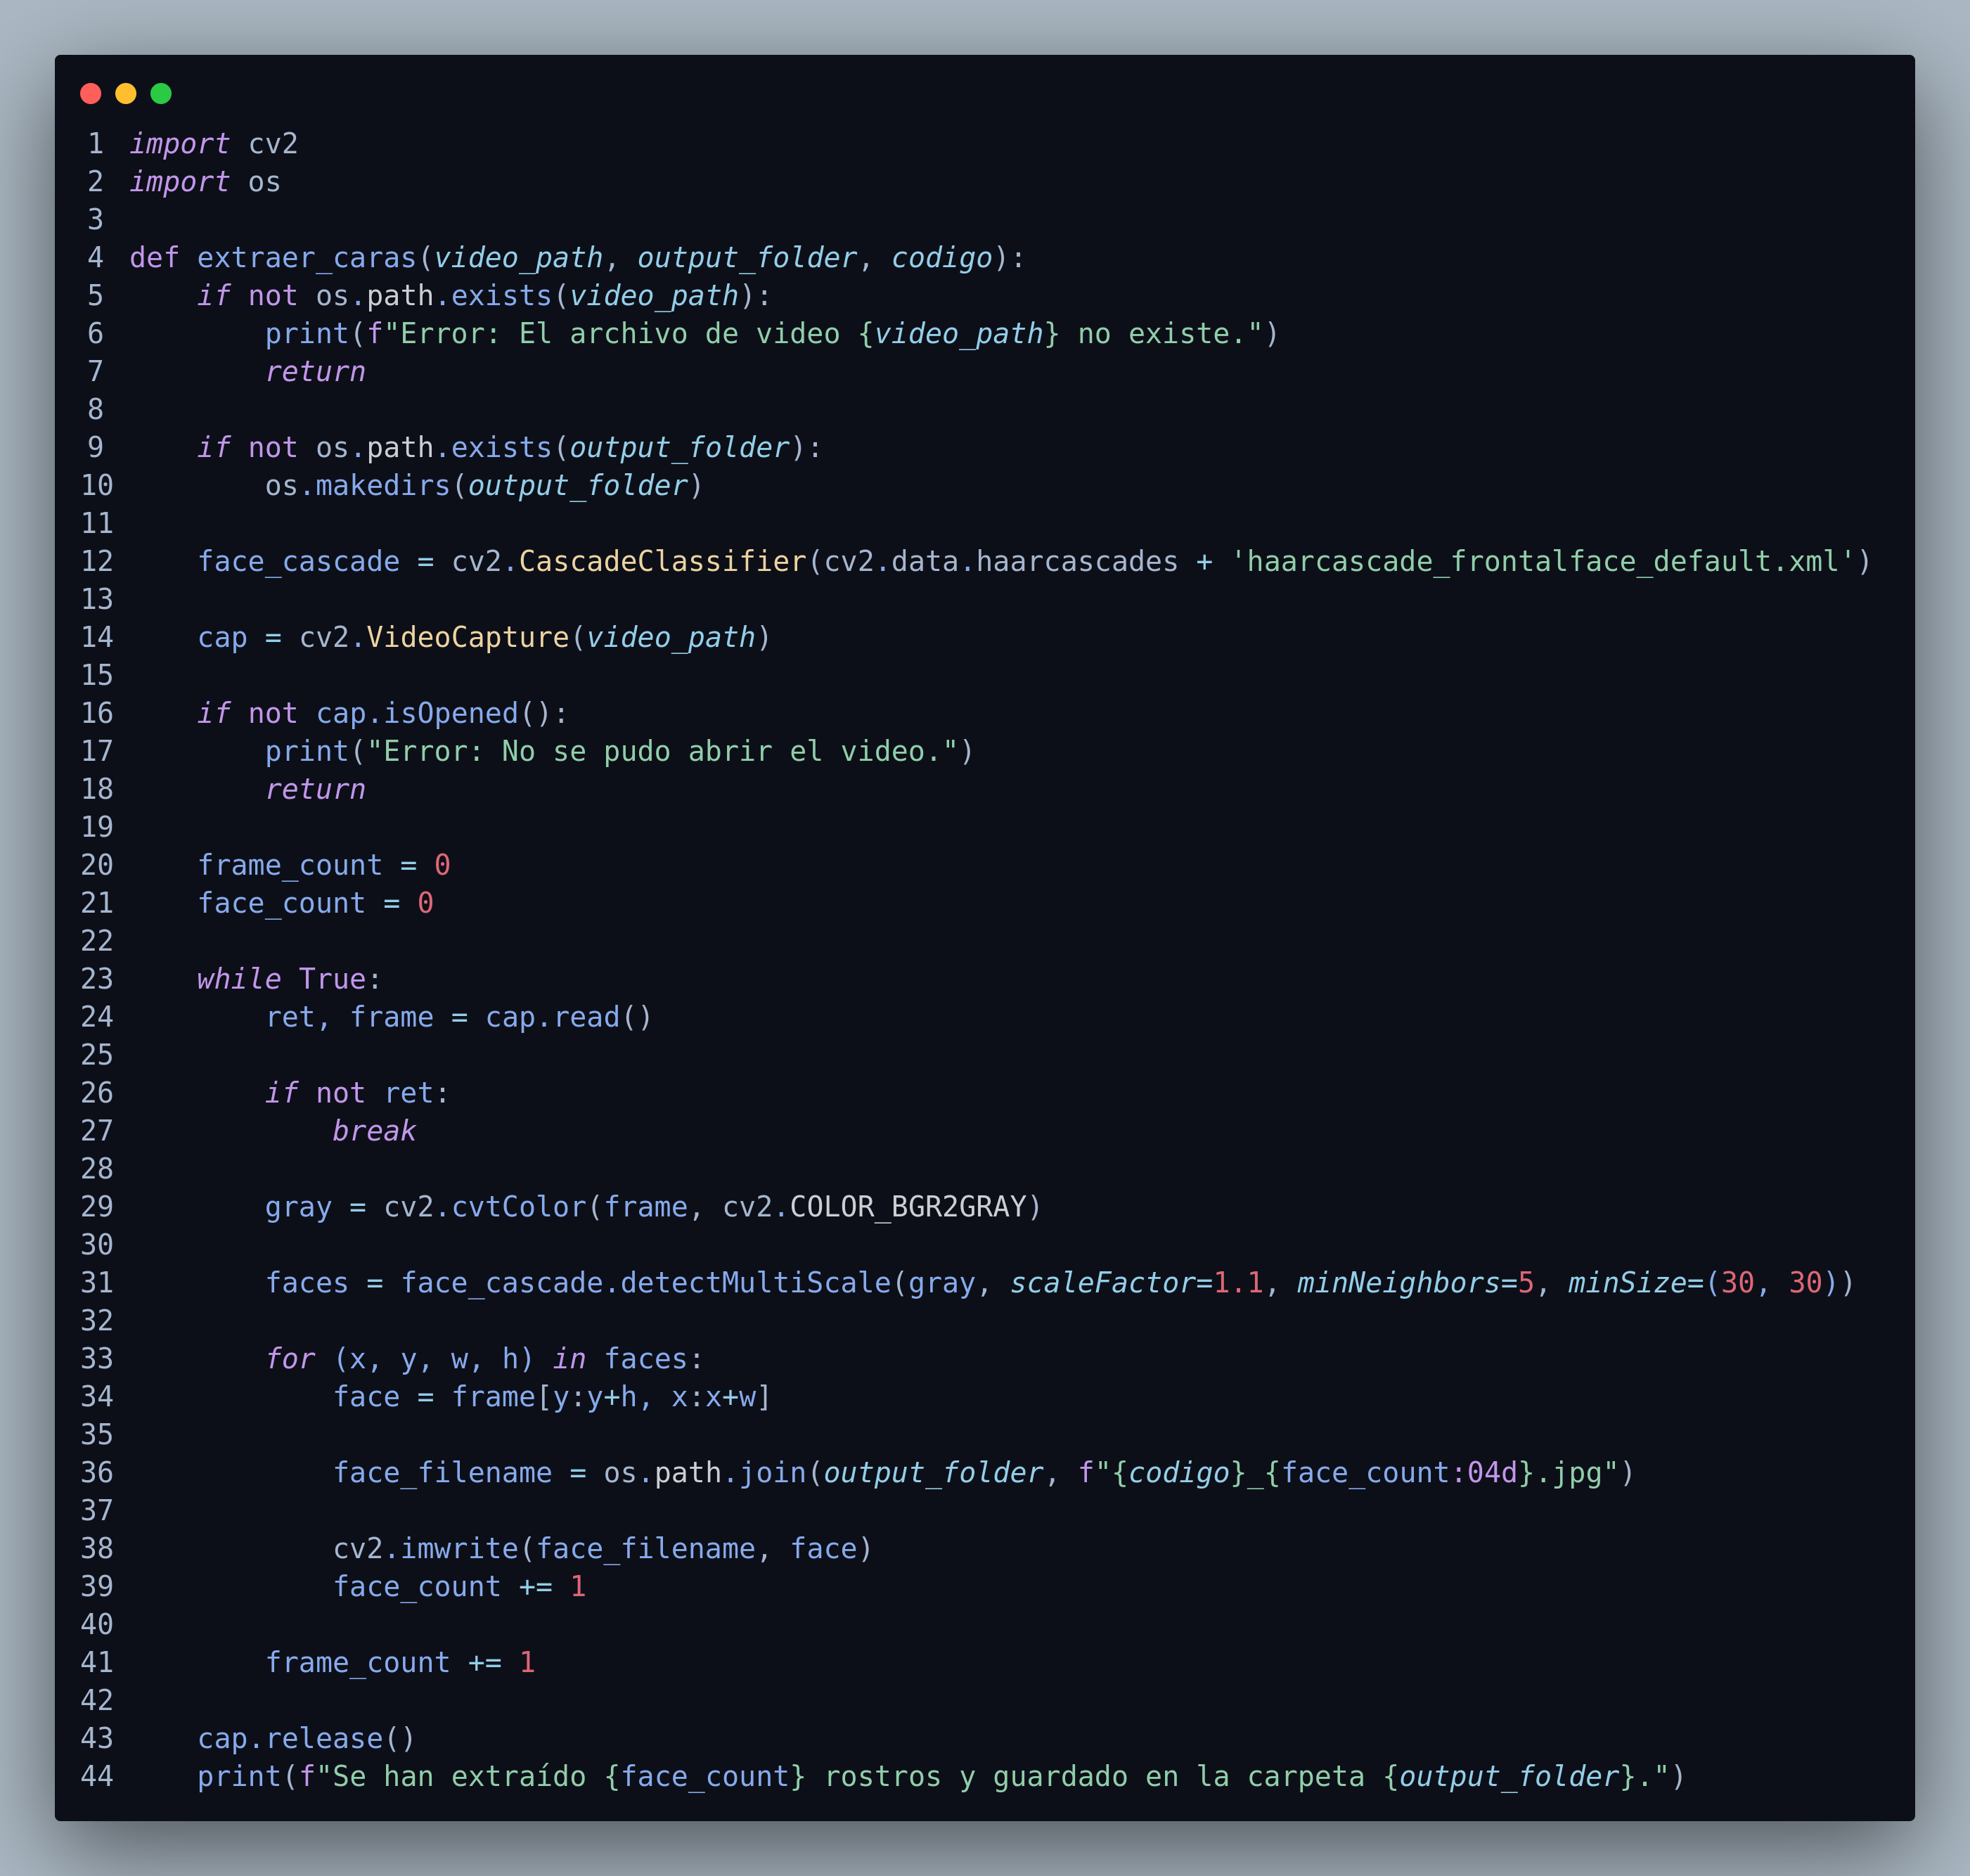 1 import cv2
2 import os
3
4 def extraer_caras(video_path, output_folder, codigo):
5     if not os.path.exists(video_path):
6         print(f"Error: El archivo de video {video_path} no existe.")
7         return
8
9     if not os.path.exists(output_folder):
10         os.makedirs(output_folder)
11
12     face_cascade = cv2.CascadeClassifier(cv2.data.haarcascades + 'haarcascade_frontalface_default.xml')
13
14     cap = cv2.VideoCapture(video_path)
15
16     if not cap.isOpened():
17         print("Error: No se pudo abrir el video.")
18         return
19
20     frame_count = 0
21     face_count = 0
22
23     while True:
24         ret, frame = cap.read()
25
26         if not ret:
27             break
28
29         gray = cv2.cvtColor(frame, cv2.COLOR_BGR2GRAY)
30
31         faces = face_cascade.detectMultiScale(gray, scaleFactor=1.1, minNeighbors=5, minSize=(30, 30))
32
33         for (x, y, w, h) in faces:
34             face = frame[y:y+h, x:x+w]
35
36             face_filename = os.path.join(output_folder, f"{codigo}_{face_count:04d}.jpg")
37
38             cv2.imwrite(face_filename, face)
39             face_count += 1
40
41         frame_count += 1
42
43     cap.release()
44     print(f"Se han extraído {face_count} rostros y guardado en la carpeta {output_folder}.")